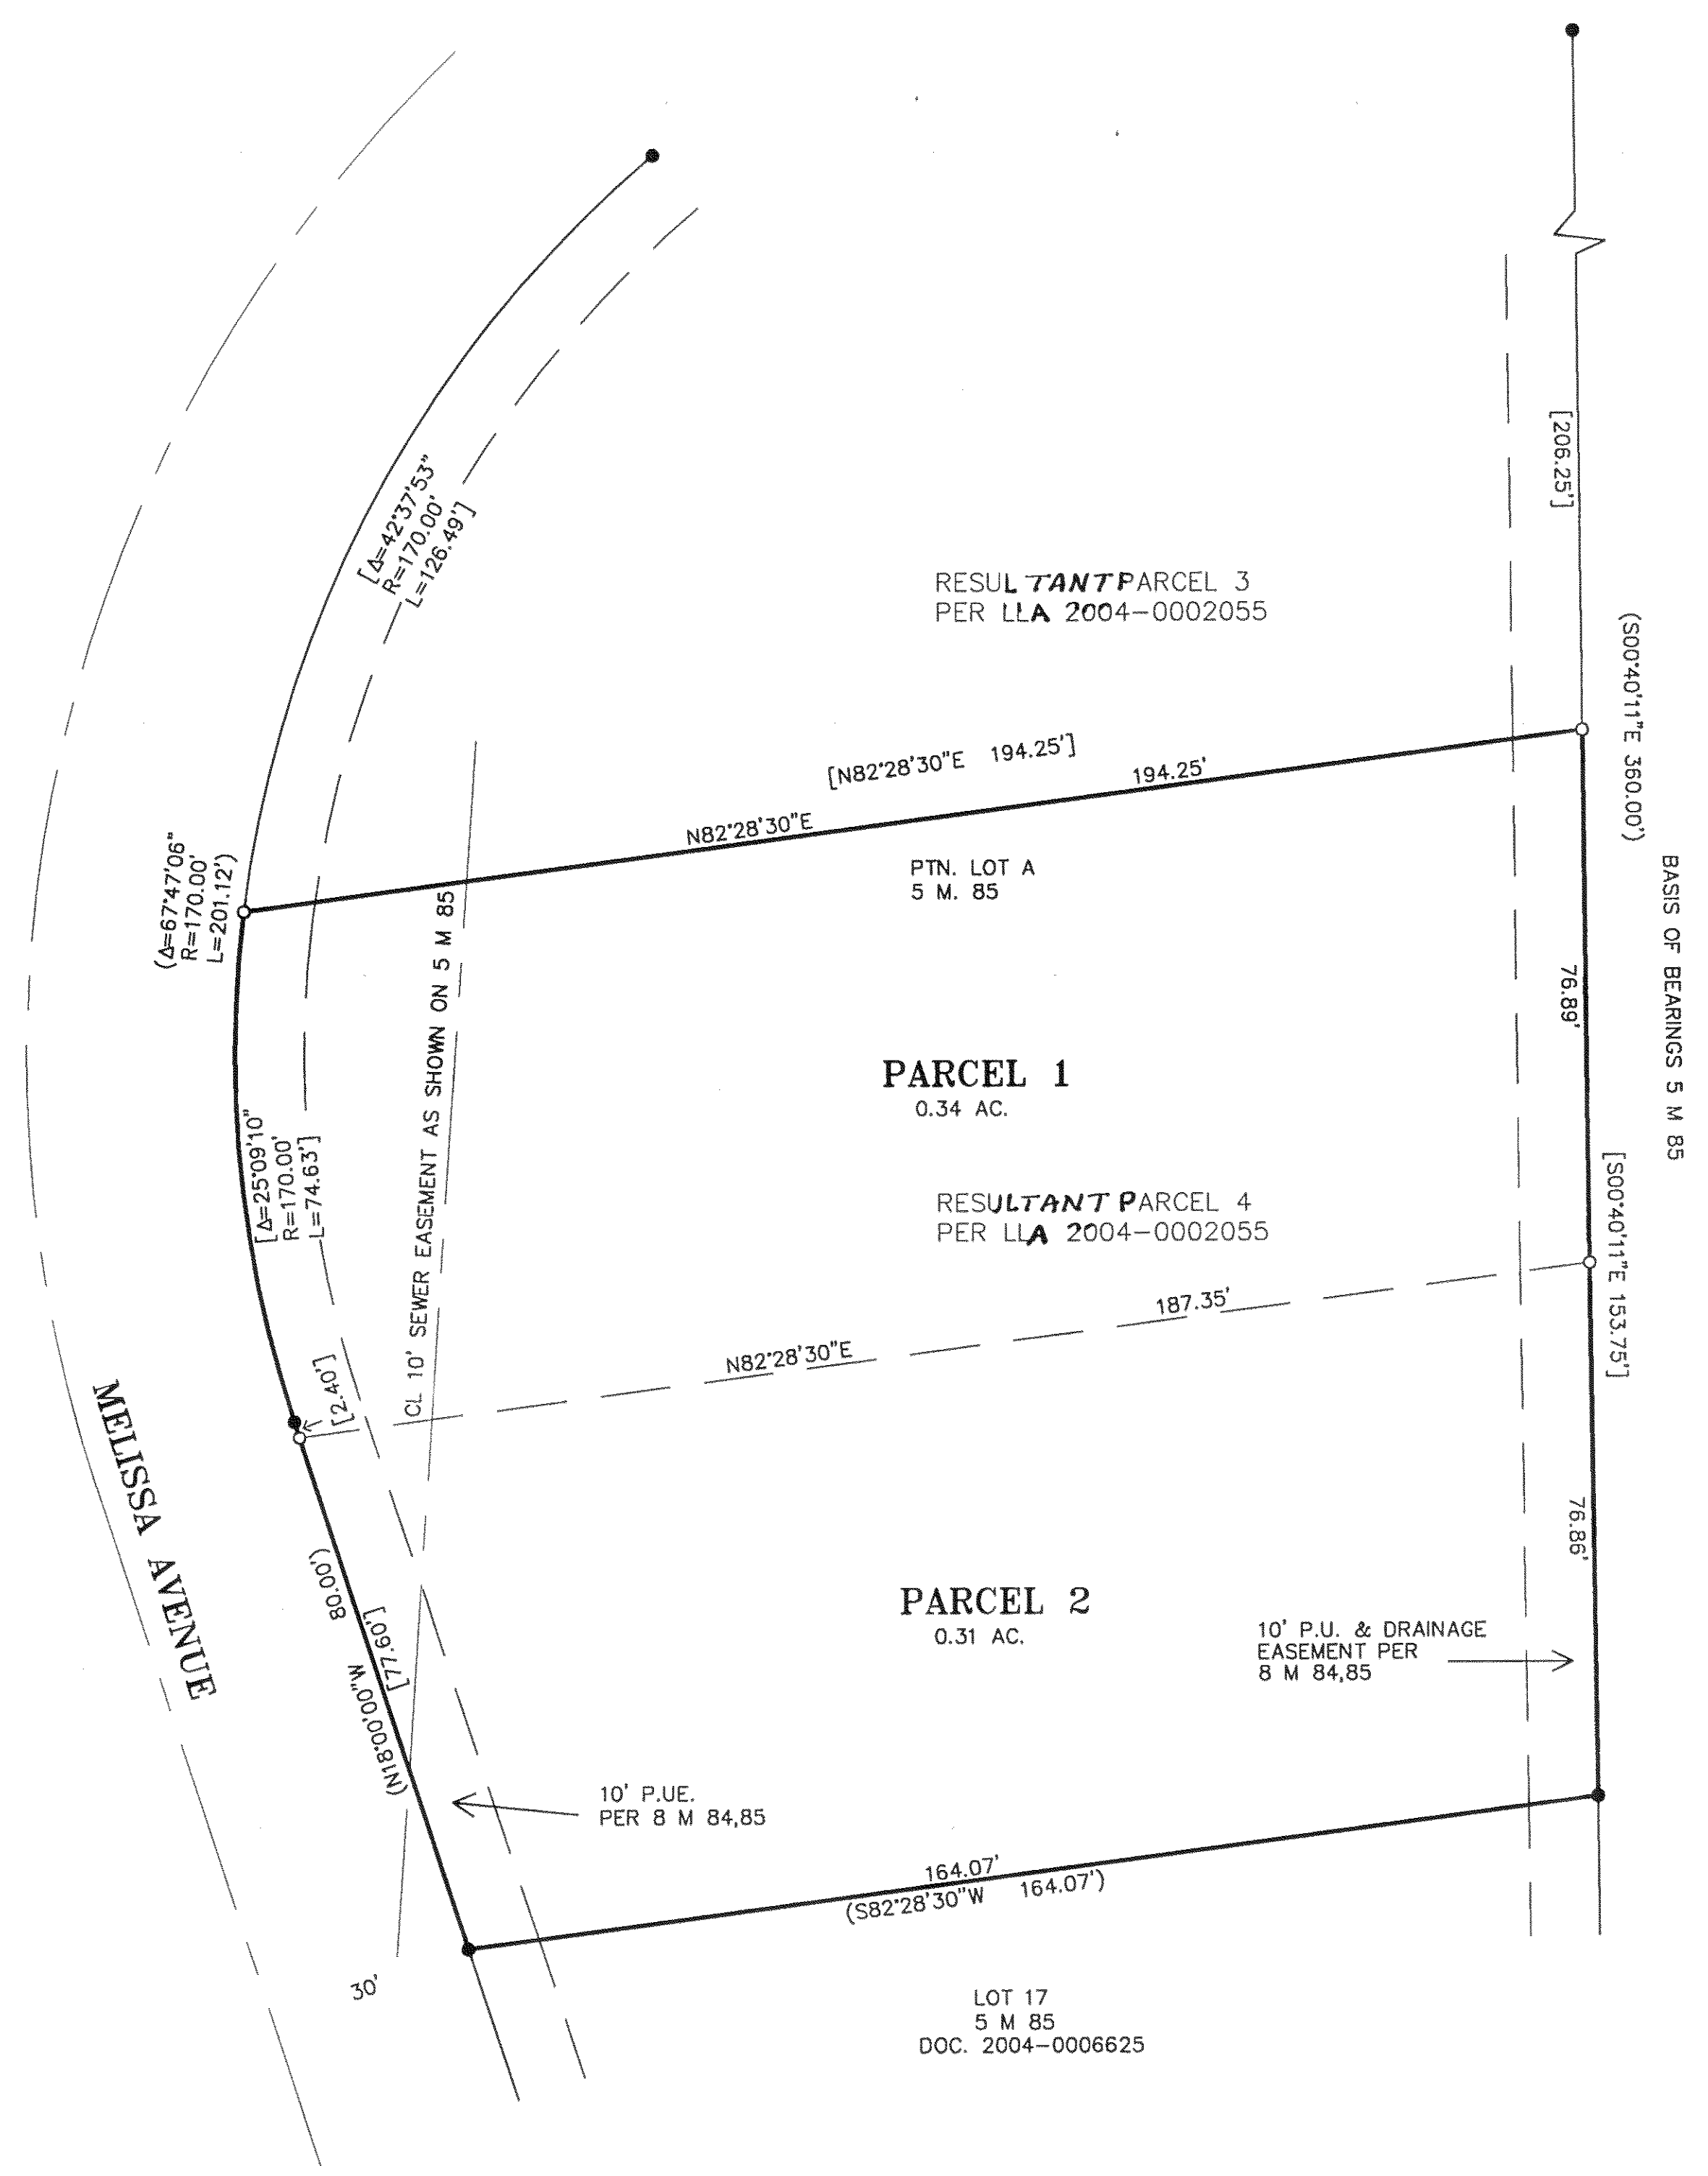 [206.25']
[Δ=42°37'53"
R=170.00'
L=126.49']
RESULTANT PARCEL 3
PER LLA 2004-0002055
(S00°40'11"E 360.00')
[N82°28'30"E 194.25']
194.25'
N82°28'30"E
(Δ=67°47'06"
R=170.00'
L=201.12')
PTN. LOT A
5 M. 85
BASIS OF BEARINGS 5 M 85
76.89'
CL 10' SEWER EASEMENT AS SHOWN ON 5 M 85
PARCEL 1
0.34 AC.
[Δ=25°09'10"
R=170.00'
L=74.63']
RESULTANT PARCEL 4
PER LLA 2004-0002055
[S00°40'11"E 153.75']
187.35'
N82°28'30"E
[2.40']
MELISSA AVENUE
76.86'
80.00')
[77.60']
(N18°00'00"W
PARCEL 2
0.31 AC.
10' P.U. & DRAINAGE
EASEMENT PER
8 M 84,85
10' P.UE.
PER 8 M 84,85
164.07'
(S82°28'30"W 164.07')
30'
LOT 17
5 M 85
DOC. 2004-0006625